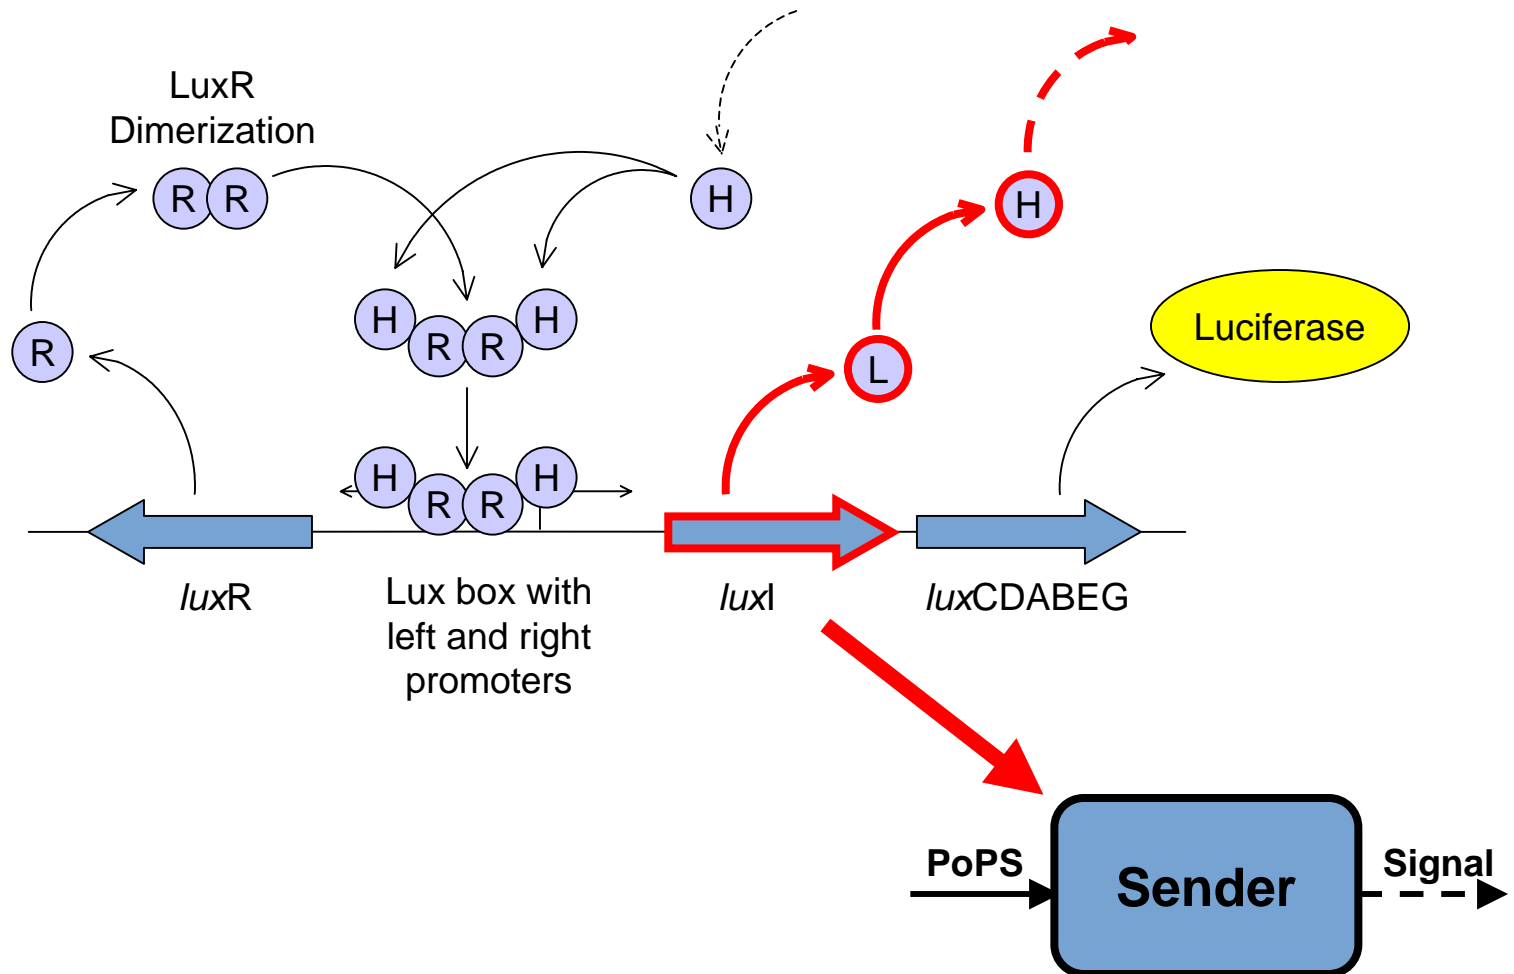 LuxR
Dimerization
R R
H
H
H
H
R R
R
L
Luciferase
H
H
R R
luxR
Lux box with
left and right
promoters
luxI
luxCDABEG
PoPS
Sender
Signal